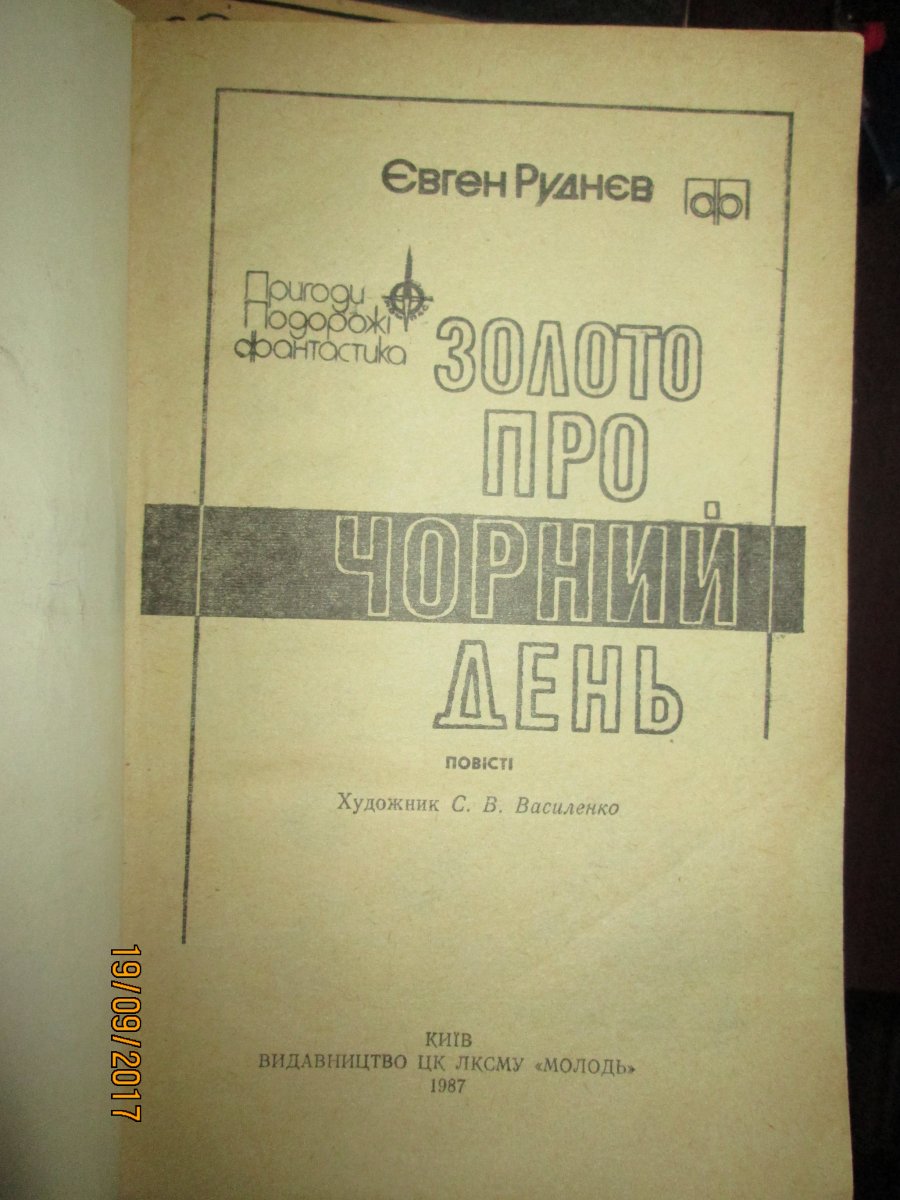 Євген Руднєв
Пригоди
Подорожі
Фантастика
ЗОЛОТО
ПРО
ЧОРНИЙ
ДЕНЬ
ПОВІСТІ
Художник С. В. Василенко
КИЇВ
ВИДАВНИЦТВО ЦК ЛКСМУ «МОЛОДЬ»
1987
19/09/2017